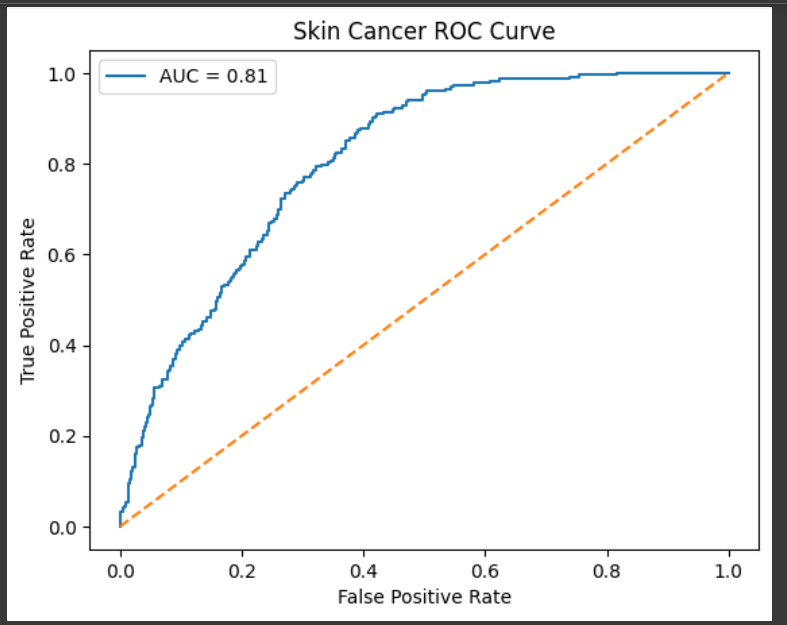 Skin Cancer ROC Curve
AUC = 0.81
1.0
0.8
0.6
0.4
0.2
0.0
True Positive Rate
0.0 0.2 0.4 0.6 0.8 1.0
False Positive Rate